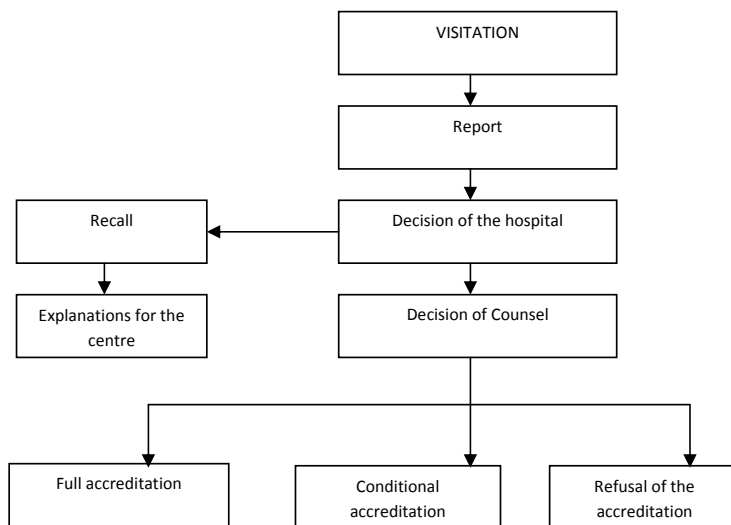 VISITATION
Report
Recall
Decision of the hospital
Explanations for the
centre
Decision of Counsel
Full accreditation
Conditional
accreditation
Refusal of the
accreditation